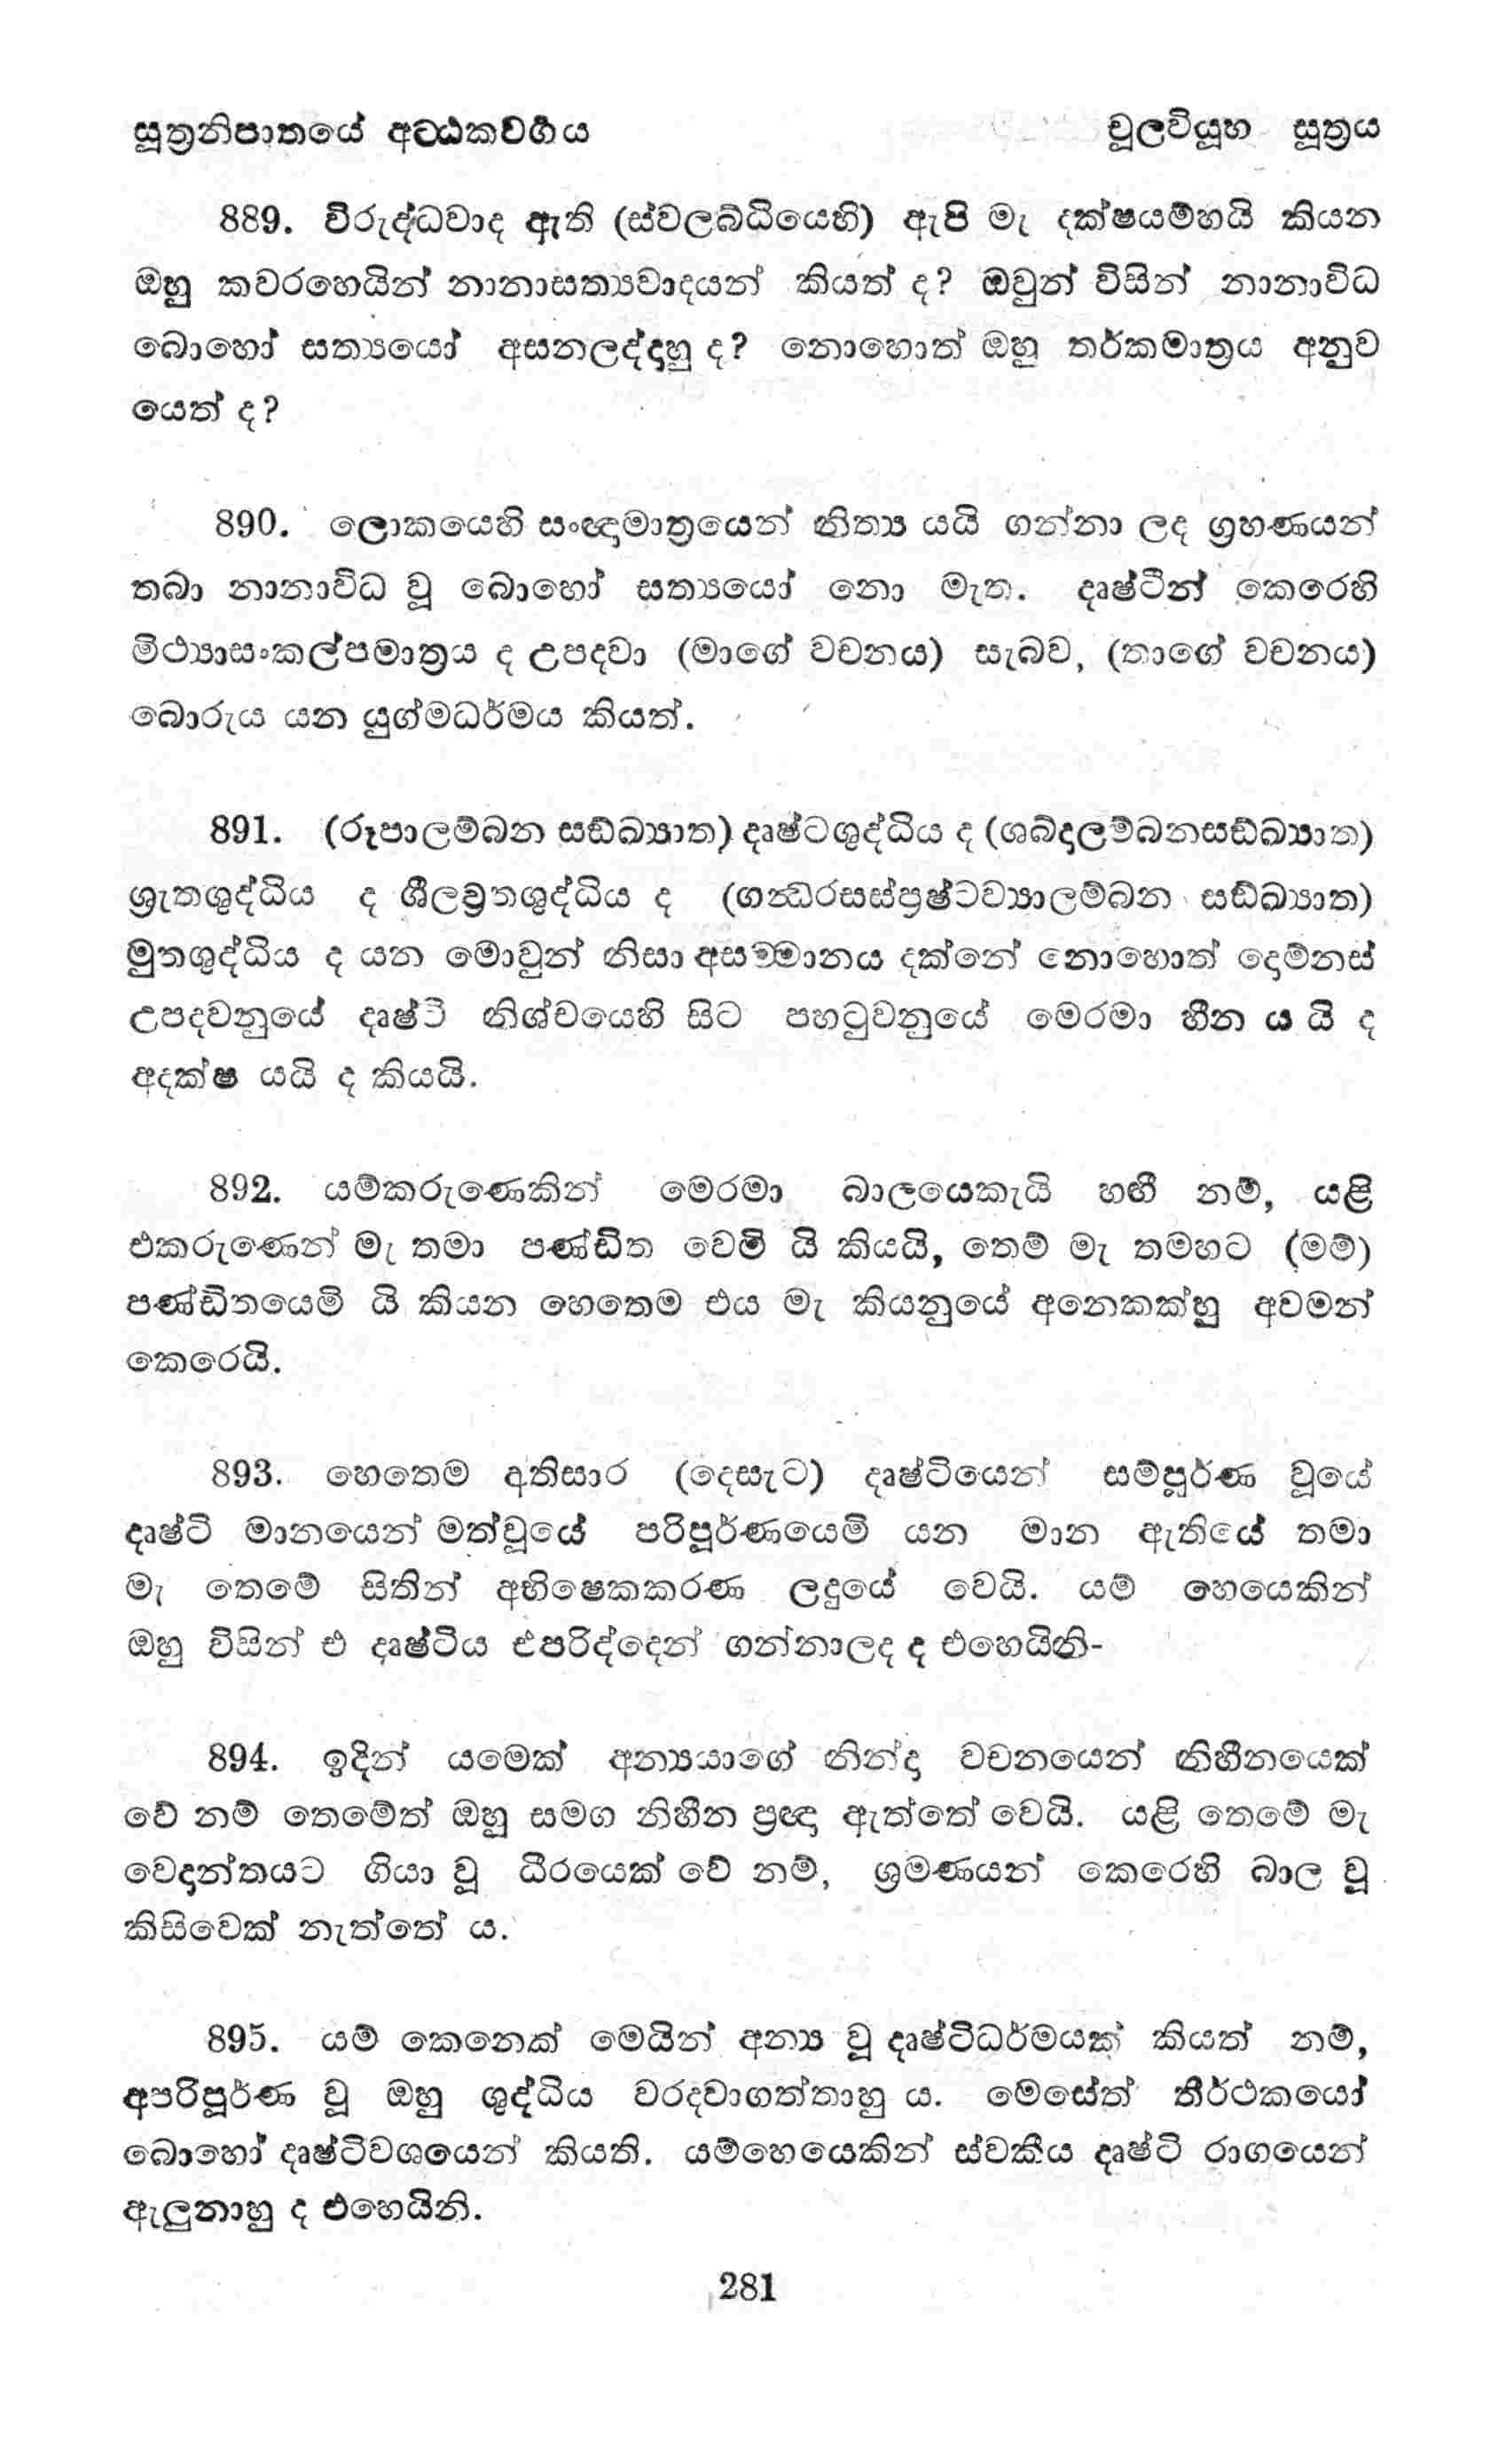 සූත්‍රනිපාතයේ අට්ඨකවර්ගය චූලවියූහ සූත්‍රය
889. විරුද්ධවාද ඇති (ස්වලබ්ධියෙහි) ඇපි මැ දක්ෂයම්හයි කියන
ඔහු කවරහෙයින් නානාසත්‍යවාදයන් කියත් ද? ඔවුන් විසින් නානාවිධ
බොහෝ සත්‍යයෝ අසනලද්දාහු ද? නොහොත් ඔහු තර්කමාත්‍රය අනුව
යෙත් ද?
890. ලොකයෙහි සංඥාමාත්‍රයෙන් නිත්‍ය යයි ගන්නා ලද ග්‍රහණයන්
තබා නානාවිධ වූ බොහෝ සත්‍යයෝ නො මැත. දෘෂ්ටීන් කෙරෙහි
මිථ්‍යාසංකල්පමාත්‍රය ද උපදවා (මාගේ වචනය) සැබව, (තාගේ වචනය)
බොරුය යන යුග්මධර්මය කියත්.
891. (රූපාලම්බන සඞ්ඛ්‍යාත) දෘෂ්ටශුද්ධිය ද (ශබ්දාලම්බනසඞ්ඛ්‍යාත)
ශ්‍රැතශුද්ධිය ද ශීලව්‍රතශුද්ධිය ද (ගන්ධරසස්ප්‍රෂ්ටව්‍යාලම්බන සඞ්ඛ්‍යාත)
මුතශුද්ධිය ද යන මොවුන් නිසා අසම්මානය දක්නේ නොහොත් දොම්නස්
උපදවනුයේ දෘෂ්ටි නිශ්චයෙහි සිට පහටුවනුයේ මෙරමා හීන ය යි ද
අදක්ෂ යයි ද කියයි.
892. යම්කරුණෙකින් මෙරමා බාලයෙකැයි හඟී නම්, යළි
එකරුණෙන් මැ තමා පණ්ඩිත වෙමි යි කියයි, තෙම් මැ තමහට (මම්)
පණ්ඩිතයෙමි යි කියන හෙතෙම එය මැ කියනුයේ අනෙකක්හු අවමන්
කෙරෙයි.
893. හෙතෙම අතිසාර (දෙසැට) දෘෂ්ටියෙන් සම්පූර්ණ වූයේ
දෘෂ්ටි මානයෙන් මත්වූයේ පරිපූර්ණයෙමි යන මාන ඇතියේ තමා
මැ තෙමේ සිතින් අභිෂෙකකරණ ලදුයේ වෙයි. යම් හෙයෙකින්
ඔහු විසින් එ දෘෂ්ටිය එපරිද්දෙන් ගන්නාලද ද එහෙයිනි-
894. ඉදින් යමෙක් අන්‍යයාගේ නින්දා වචනයෙන් නිහීනයෙක්
වේ නම් තෙමේත් ඔහු සමග නිහීන ප්‍රඥා ඇත්තේ වෙයි. යළි තෙමේ මැ
වෙදාන්තයට ගියා වූ ධීරයෙක් වේ නම්, ශ්‍රමණයන් කෙරෙහි බාල වූ
කිසිවෙක් නැත්තේ ය.
895. යම් කෙනෙක් මෙයින් අන්‍ය වූ දෘෂ්ටිධර්මයක් කියත් නම්,
අපරිපූර්ණ වූ ඔහු ශුද්ධිය වරදවාගත්තාහු ය. මෙසේත් තීර්ථකයෝ
බොහෝ දෘෂ්ටිවශයෙන් කියති. යම්හෙයෙකින් ස්වකීය දෘෂ්ටි රාගයෙන්
ඇලුනාහු ද එහෙයිනි.
281